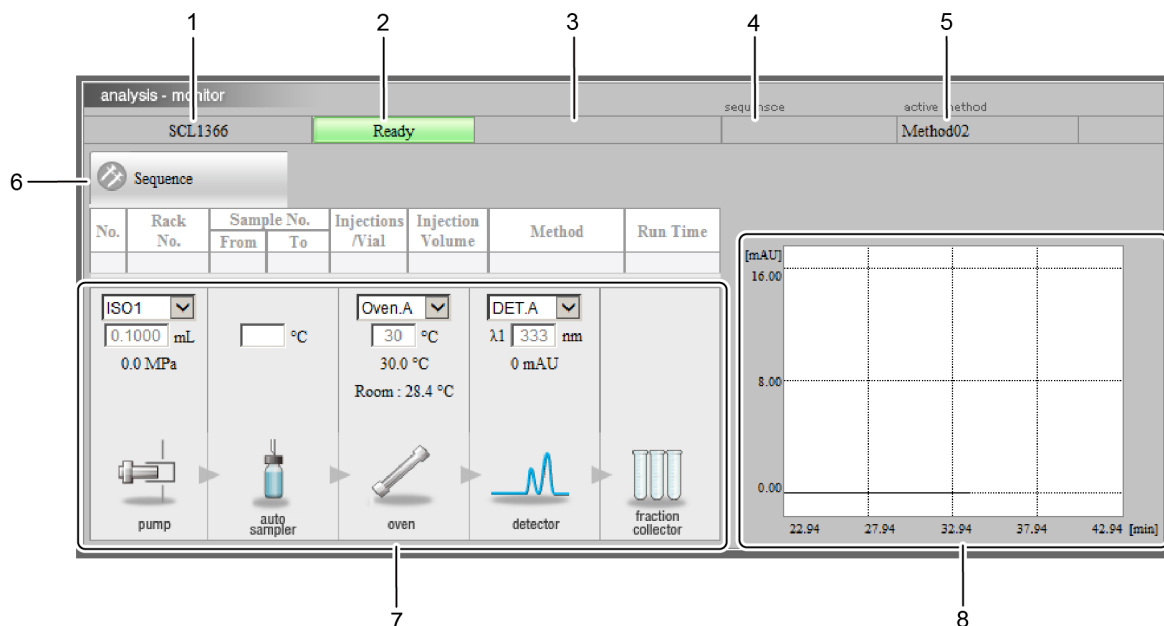 1 2 3 4 5
analysis - monitor
sequensce active method
SCL1366 Ready Method02
6
Sequence
No. Rack No. Sample No. From To Injections /Vial Injection Volume Method Run Time
ISO1 Oven.A DET.A
0.1000 mL °C 30 °C λ1 333 nm
0.0 MPa 30.0 °C 0 mAU
Room : 28.4 °C
pump auto sampler oven detector fraction collector
[mAU]
16.00
8.00
0.00
22.94 27.94 32.94 37.94 42.94 [min]
7 8